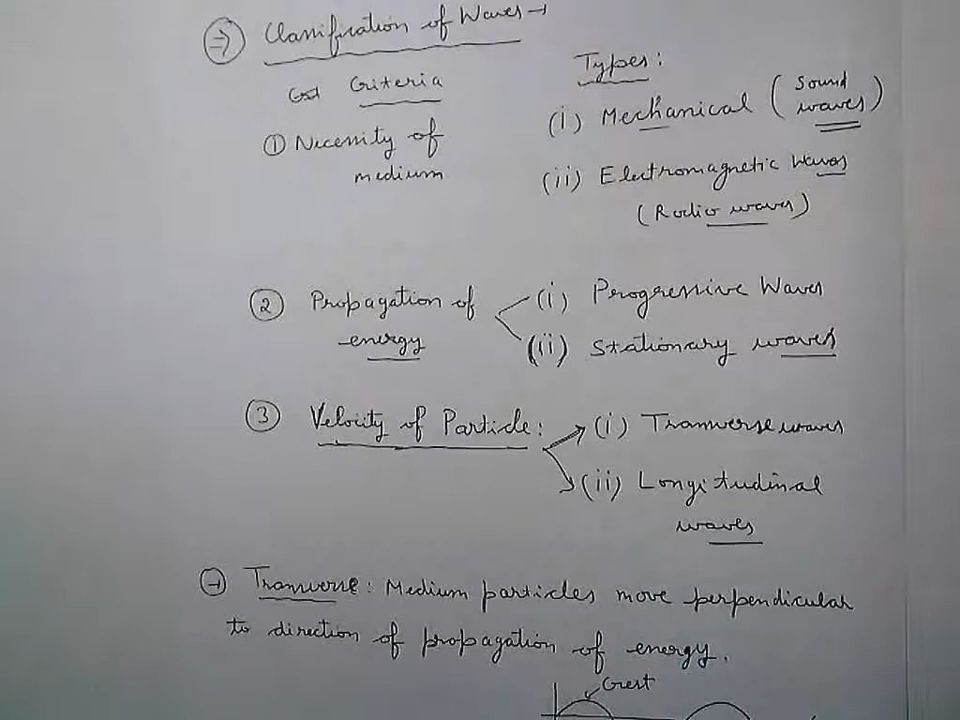 ⇒ Classification of Waves →
Criteria
Types:
① Necessity of
medium
(i) Mechanical (Sound
waves)
(ii) Electromagnetic Waves
(Radio waves)
② Propagation of
energy
(i) Progressive Waves
(ii) Stationary waves
③ Velocity of Particle:
(i) Transverse waves
(ii) Longitudinal
waves
→ Transverse: Medium particles move perpendicular
to direction of propagation of energy.
Crest